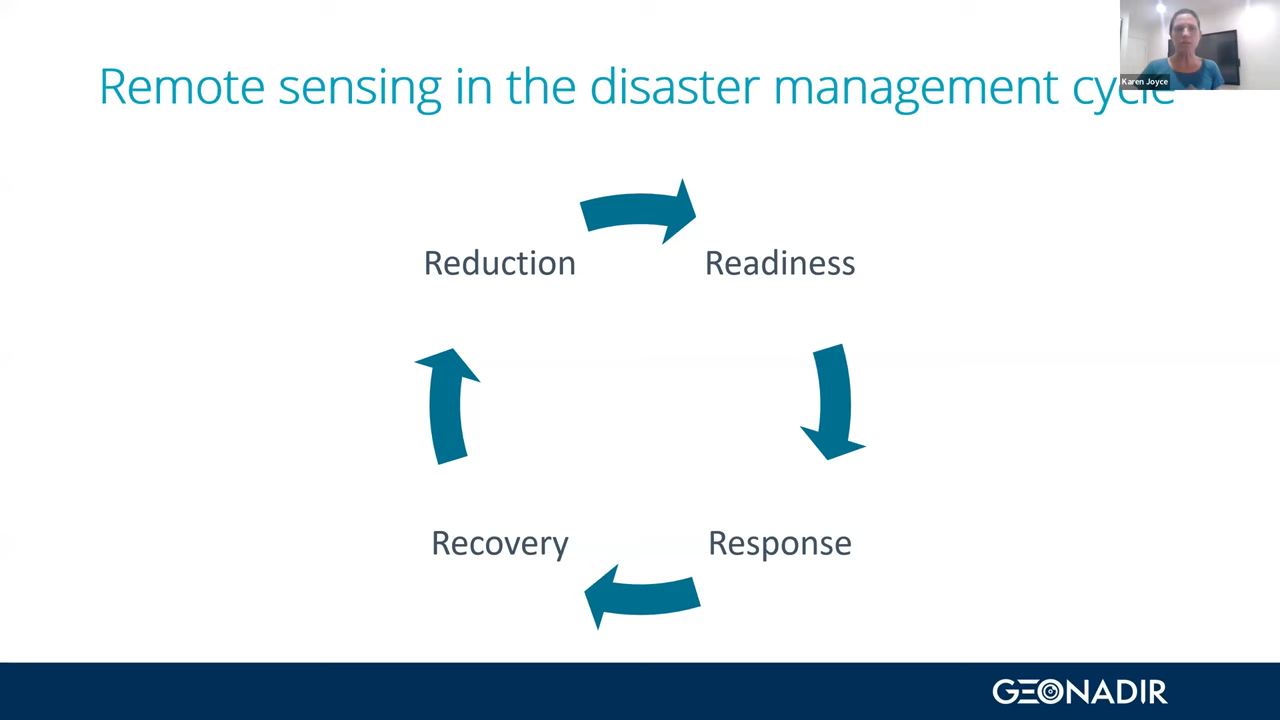 Remote sensing in the disaster management cycle
Karen Joyce
Reduction
Readiness
Recovery
Response
GEONADIR